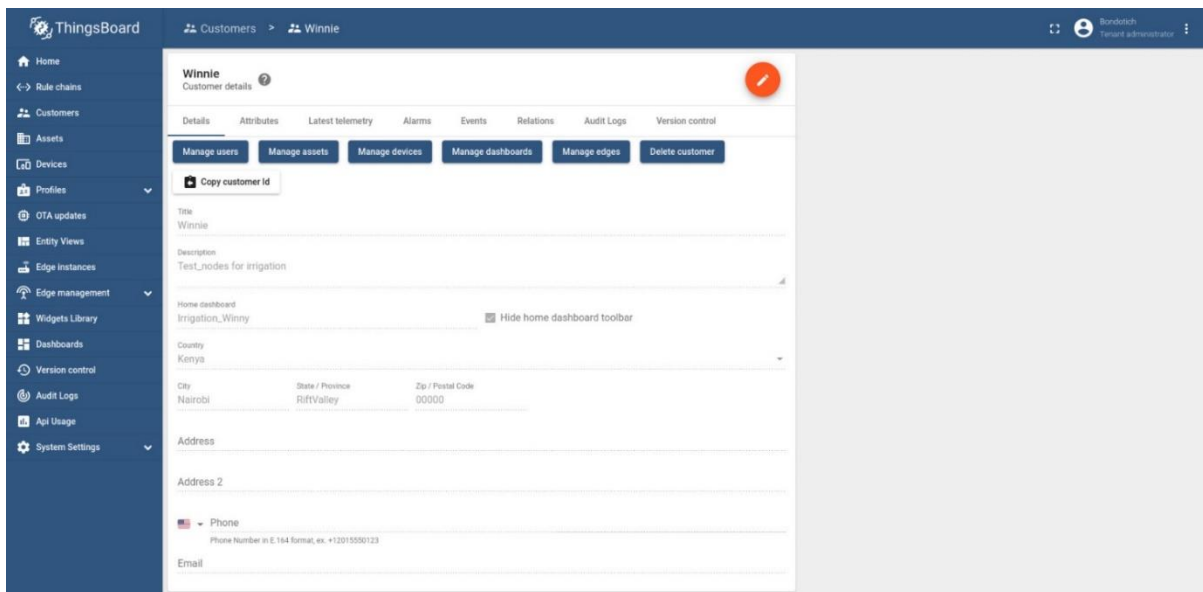 ThingsBoard
Customers > Winnie
Bondotich
Tenant administrator
Home
Rule chains
Customers
Assets
Devices
Profiles
OTA updates
Entity Views
Edge instances
Edge management
Widgets Library
Dashboards
Version control
Audit Logs
Api Usage
System Settings
Winnie
Customer details
Details Attributes Latest telemetry Alarms Events Relations Audit Logs Version control
Manage users Manage assets Manage devices Manage dashboards Manage edges Delete customer
Copy customer Id
Title
Winnie
Description
Test_nodes for irrigation
Home dashboard
Irrigation_Winny
Hide home dashboard toolbar
Country
Kenya
City State / Province Zip / Postal Code
Nairobi RiftValley 00000
Address
Address 2
Phone
Phone Number in E.164 format, ex. +12015550123
Email